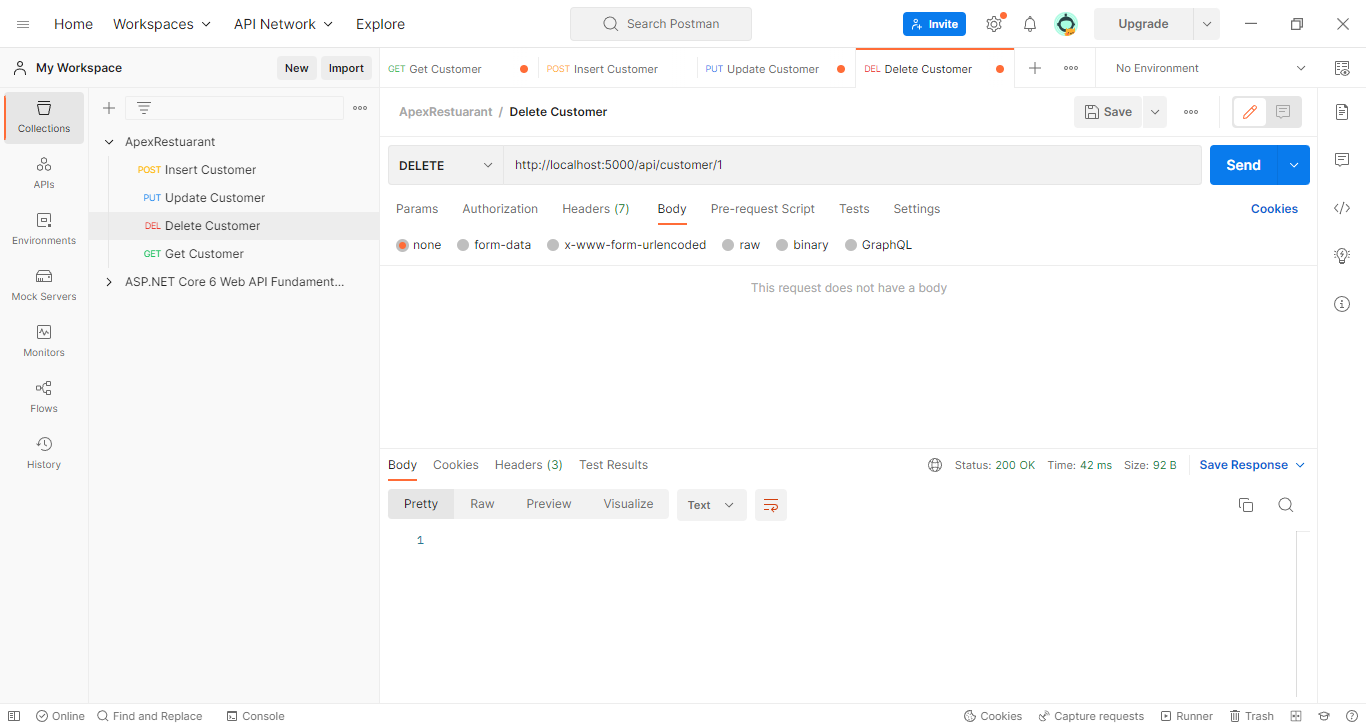 Home Workspaces API Network Explore Search Postman Invite Upgrade
My Workspace New Import GET Get Customer POST Insert Customer PUT Update Customer DEL Delete Customer No Environment
Collections
APIs
Environments
Mock Servers
Monitors
Flows
History
ApexRestuarant
POST Insert Customer
PUT Update Customer
DEL Delete Customer
GET Get Customer
ASP.NET Core 6 Web API Fundament...
ApexRestuarant / Delete Customer Save
DELETE http://localhost:5000/api/customer/1 Send
Params Authorization Headers (7) Body Pre-request Script Tests Settings Cookies
none form-data x-www-form-urlencoded raw binary GraphQL
This request does not have a body
Body Cookies Headers (3) Test Results Status: 200 OK Time: 42 ms Size: 92 B Save Response
Pretty Raw Preview Visualize Text
1
Online Find and Replace Console Cookies Capture requests Runner Trash